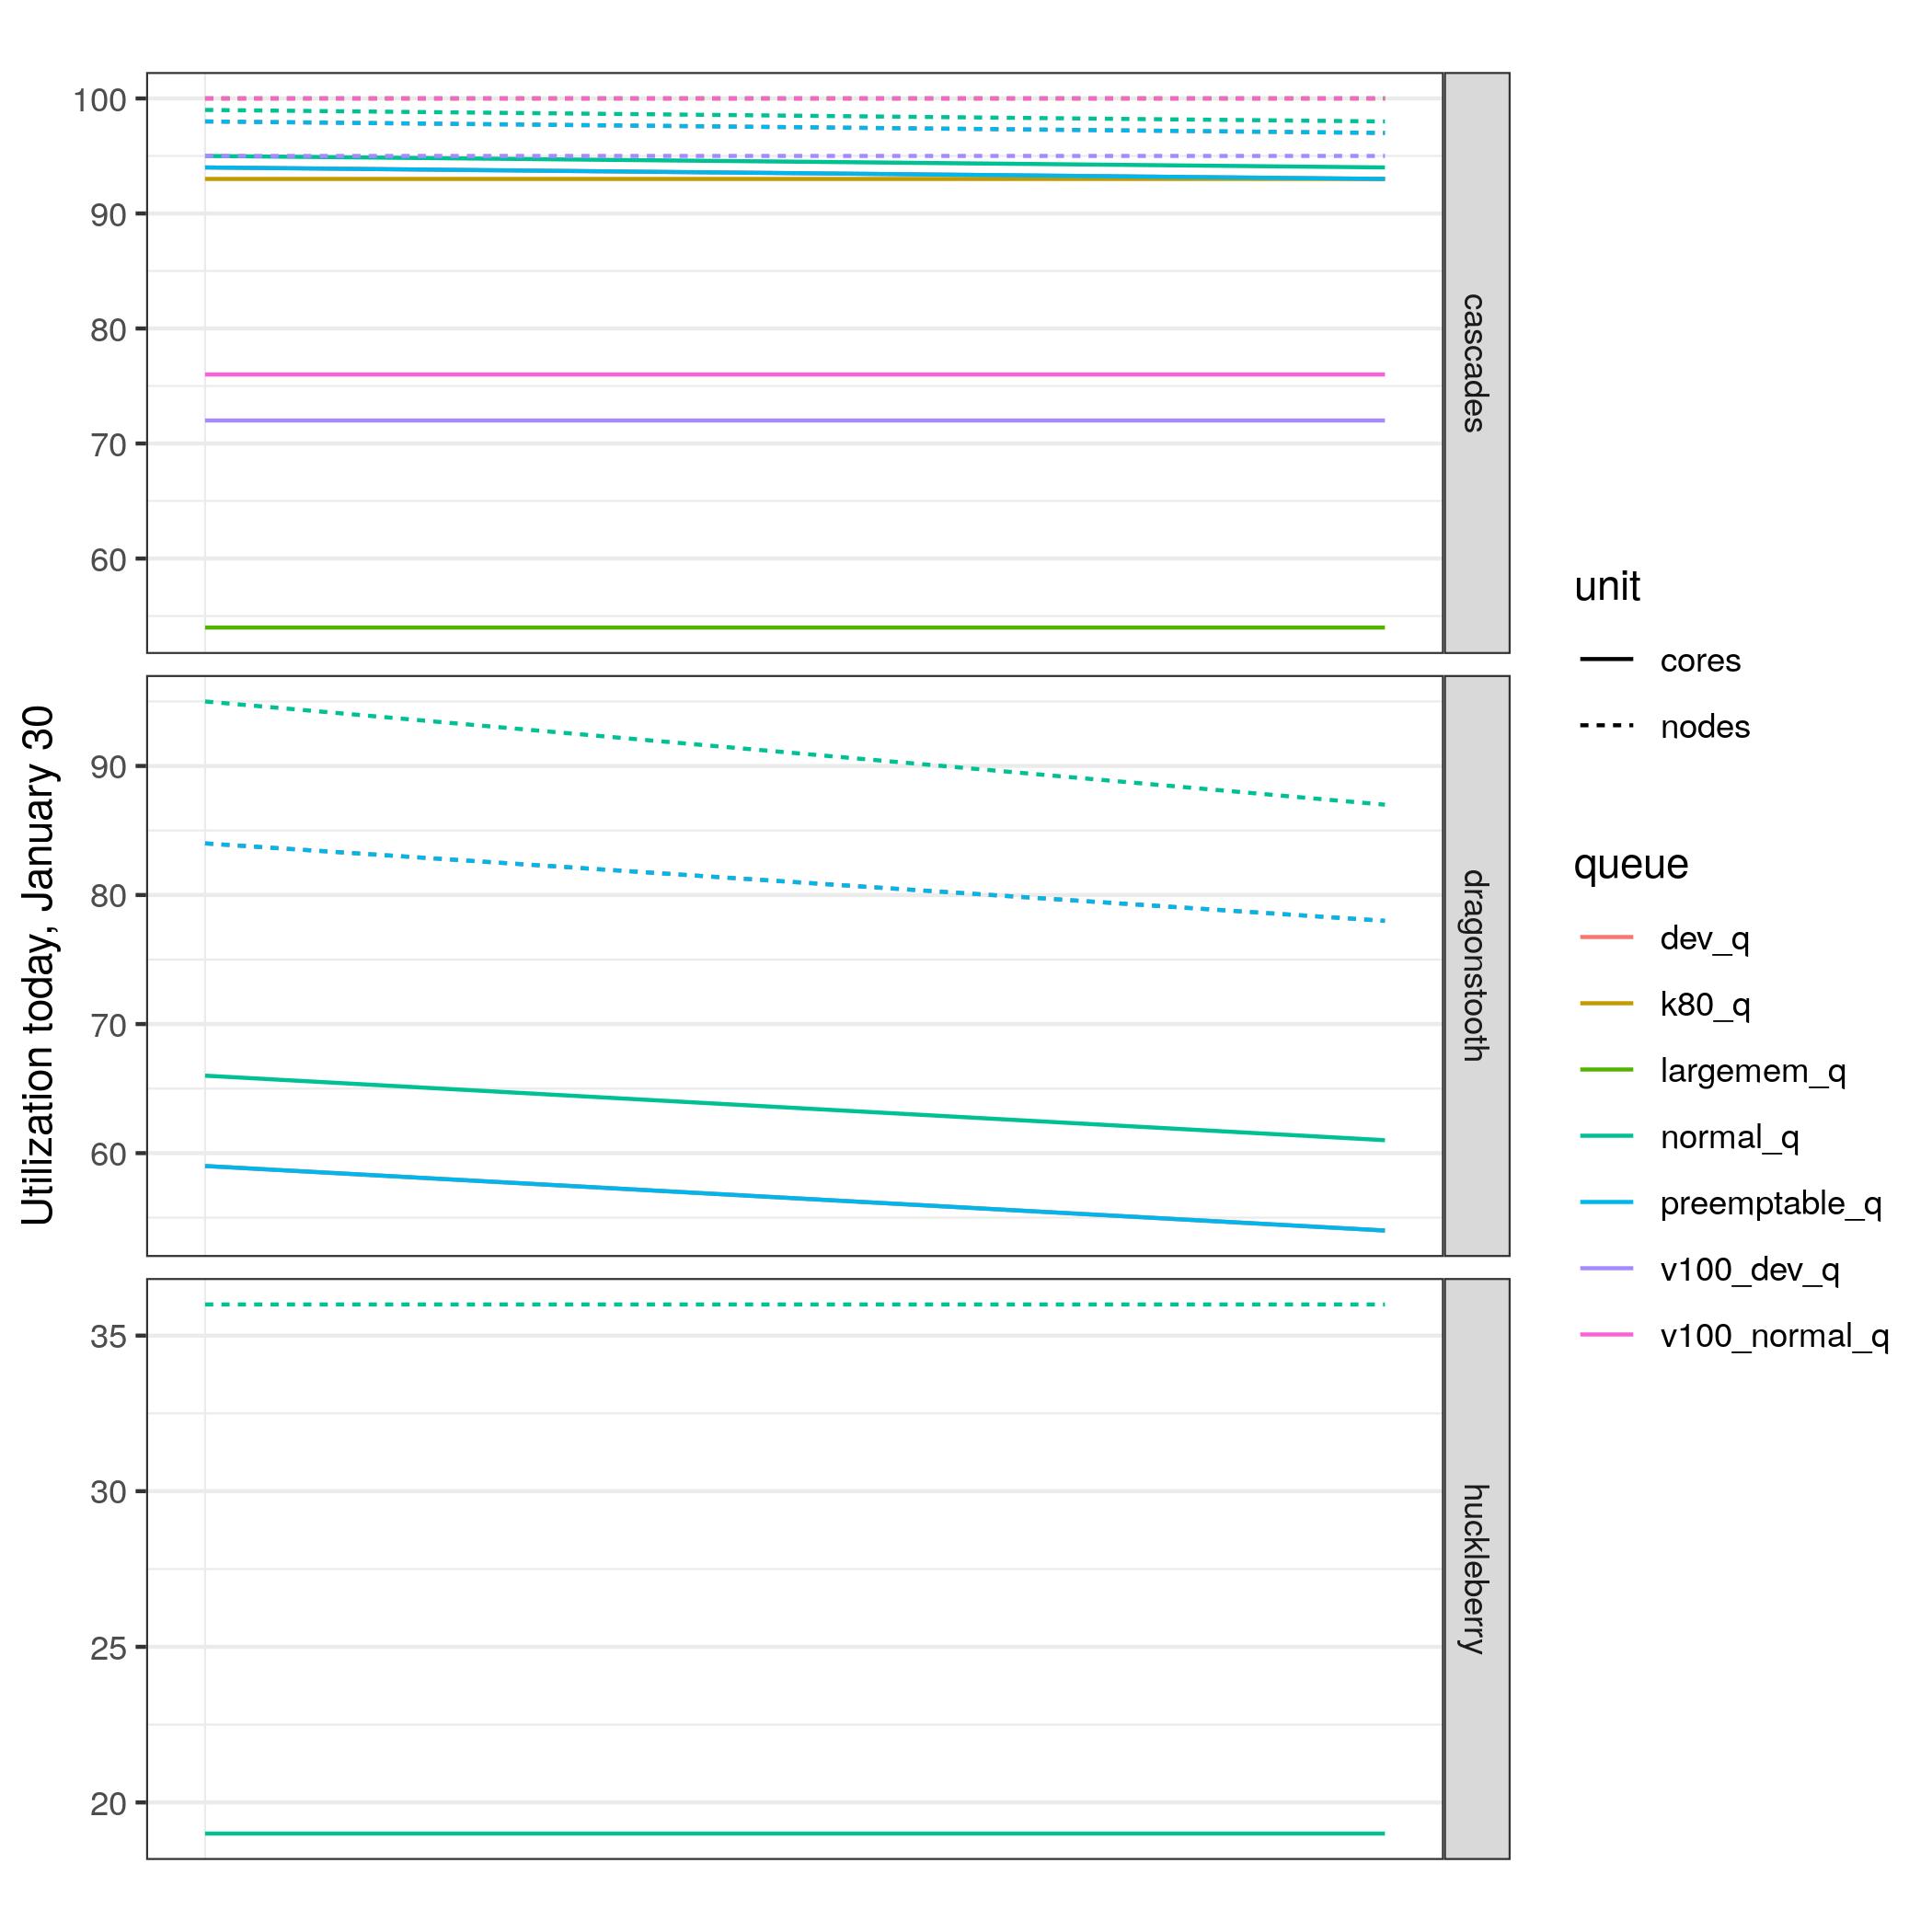 Utilization today, January 30
100
90
80
70
60
cascades
90
80
70
60
dragonstooth
35
30
25
20
huckleberry
unit
cores
nodes
queue
dev_q
k80_q
largemem_q
normal_q
preemptable_q
v100_dev_q
v100_normal_q